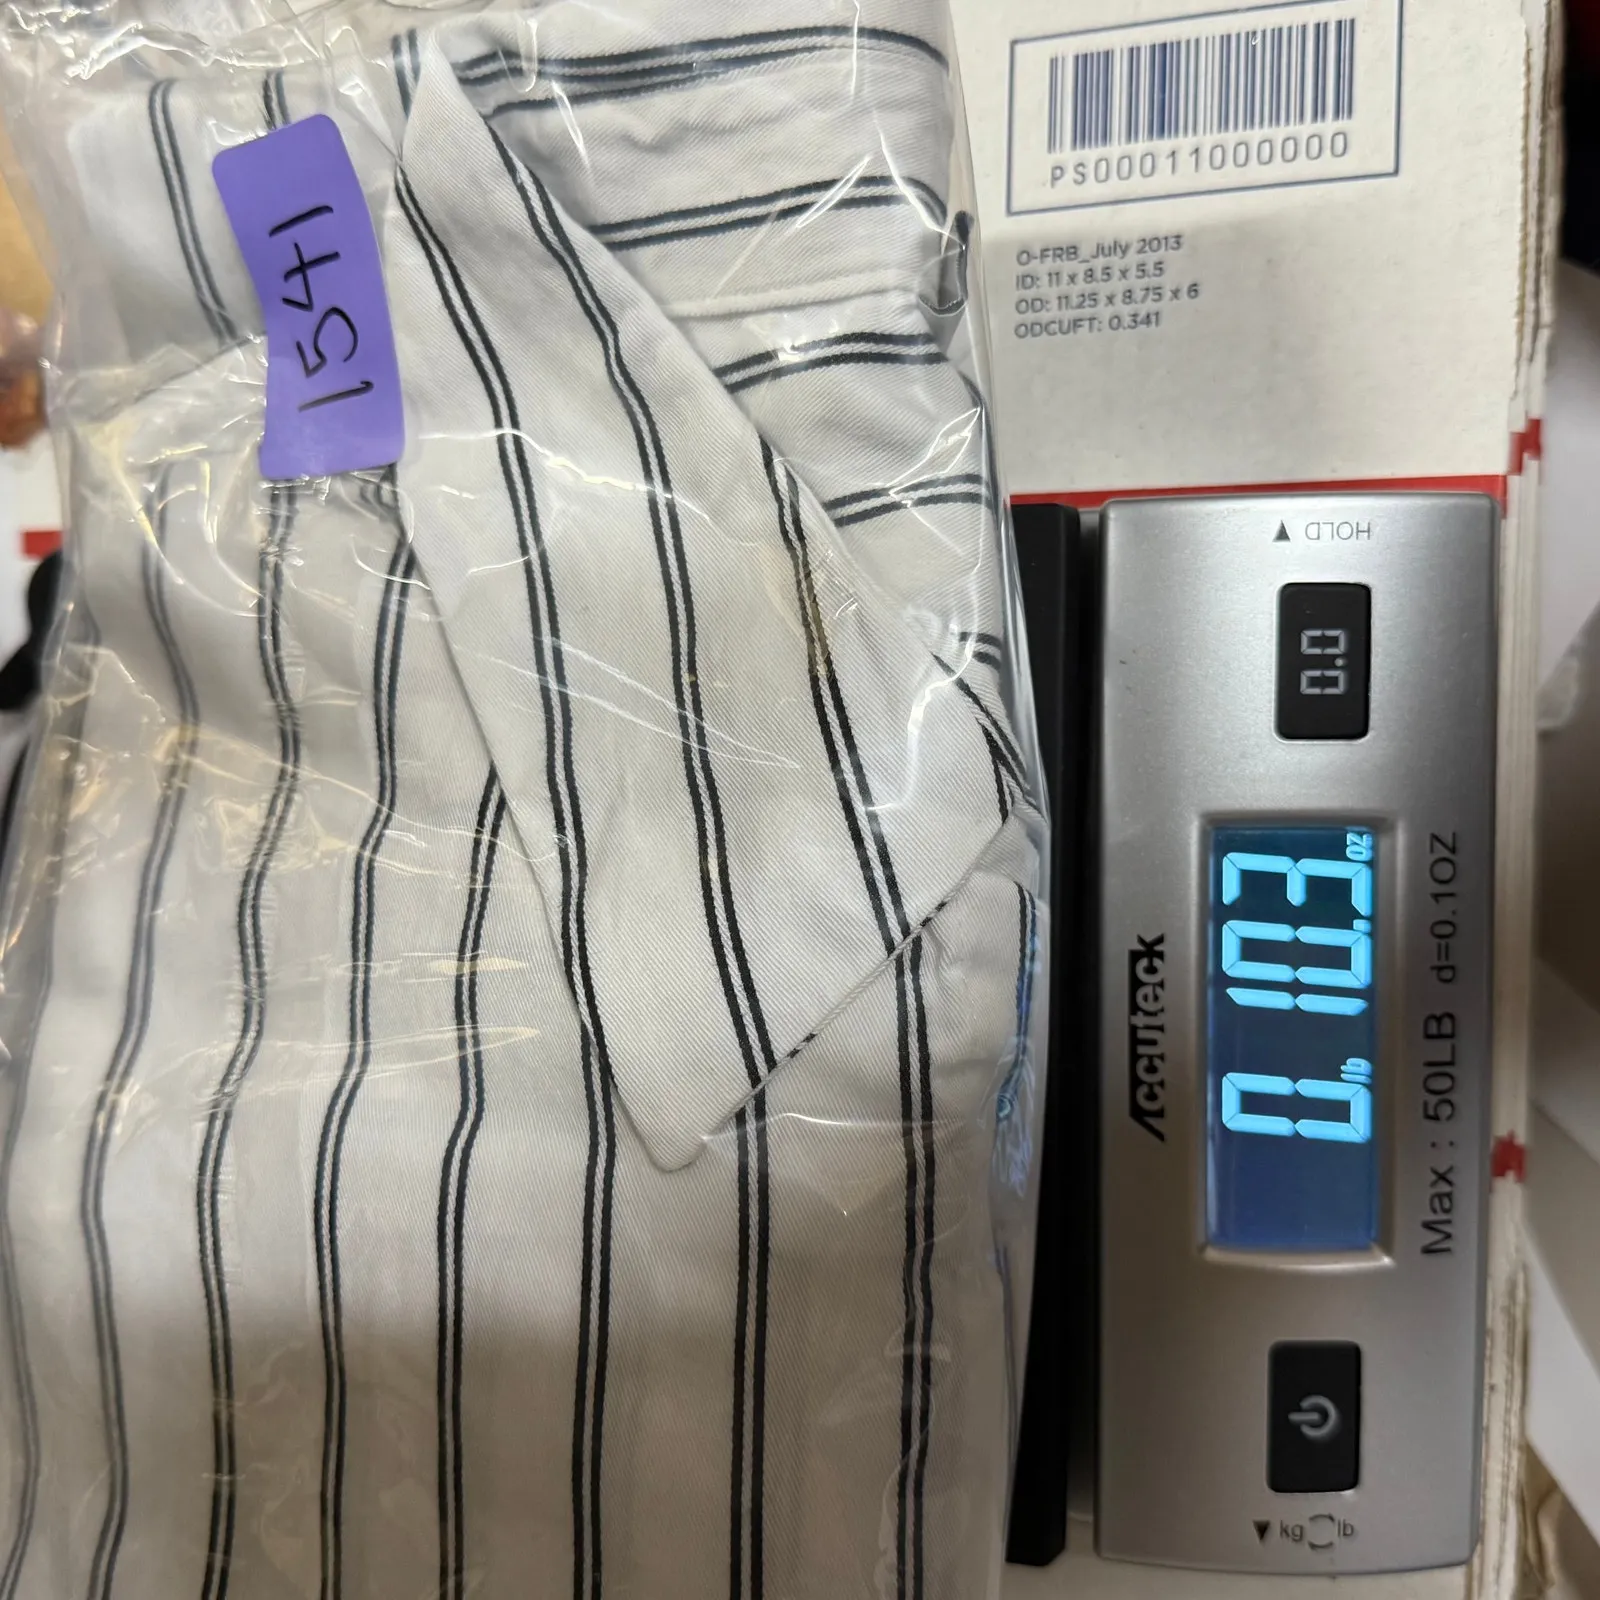 1541
PS00011000000
O-FRB_July 2013
ID: 11 x 8.5 x 5.5
OD: 11.25 x 8.75 x 6
ODCUFT: 0.341
HOLD
0.0
0 lb 10.3 oz
Accuteck
Max : 50LB d=0.1OZ
kg lb